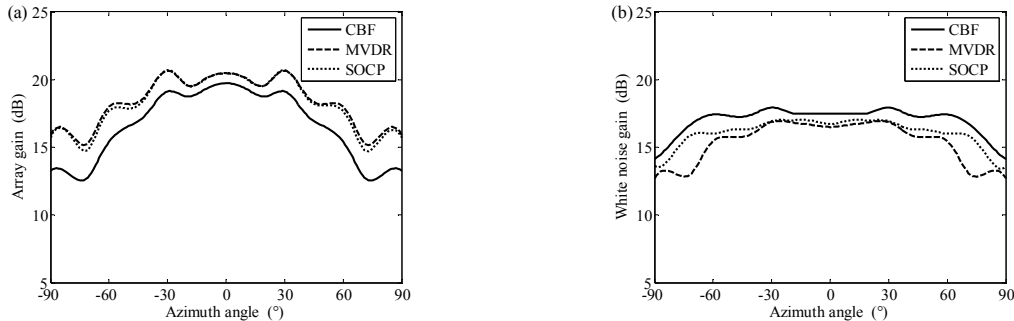 (a)
25
20
15
10
5
Array gain (dB)
CBF
MVDR
SOCP
-90 -60 -30 0 30 60 90
Azimuth angle (°)
(b)
25
20
15
10
5
White noise gain (dB)
CBF
MVDR
SOCP
-90 -60 -30 0 30 60 90
Azimuth angle (°)